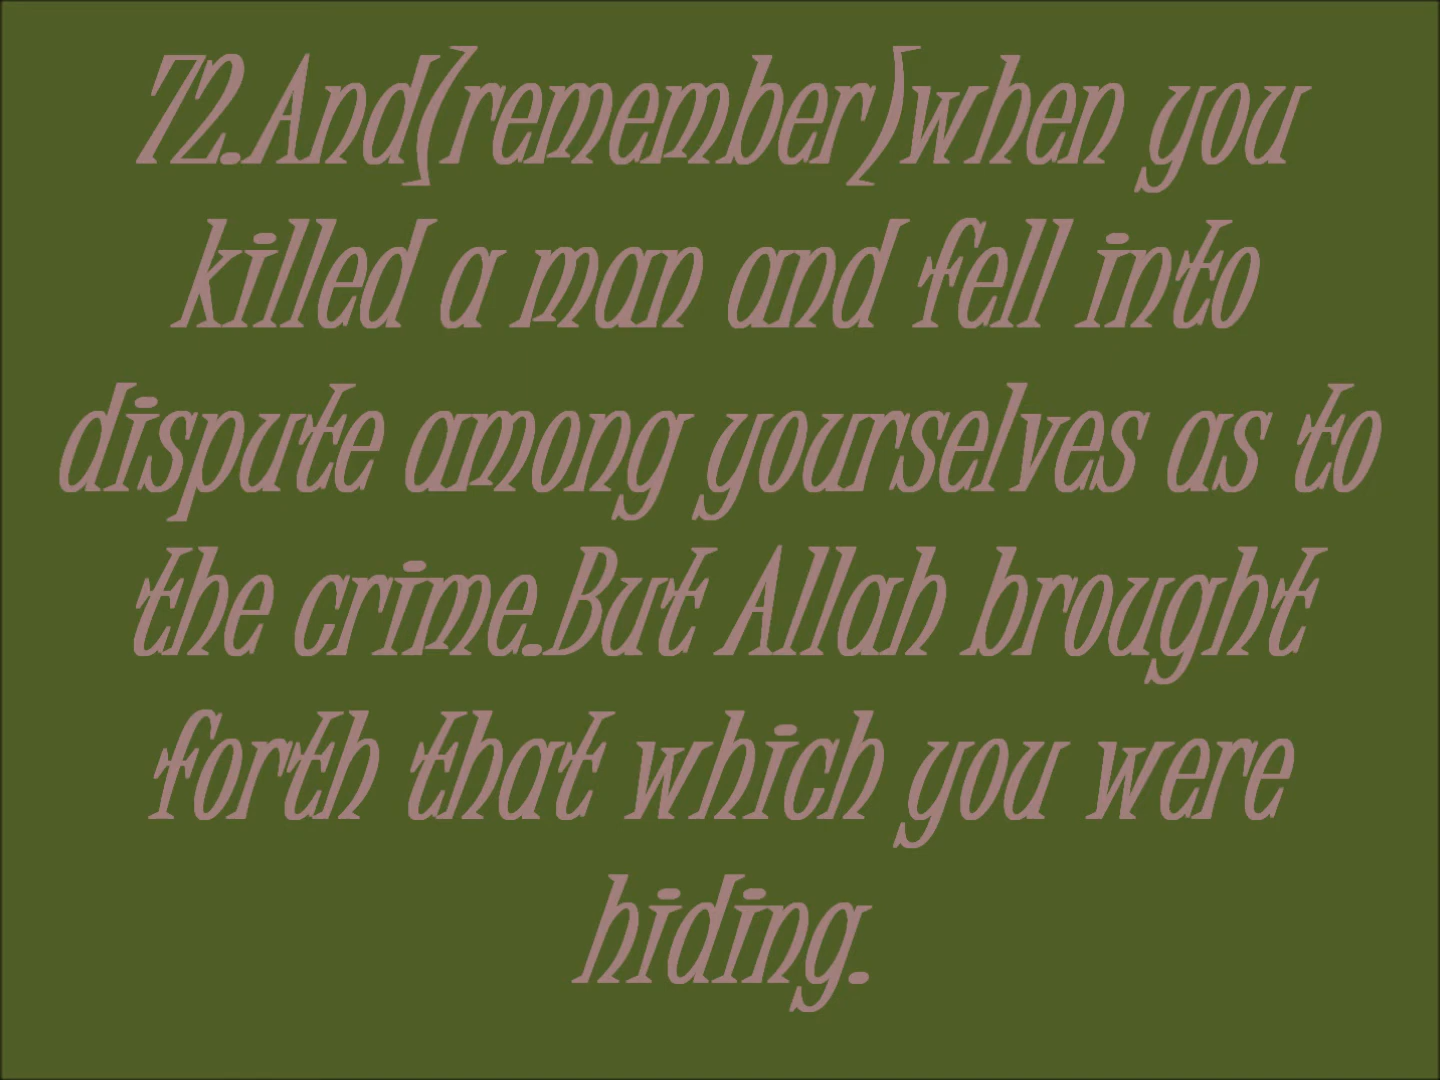 72.And(remember)when you
killed a man and fell into
dispute among yourselves as to
the crime.But Allah brought
forth that which you were
hiding.